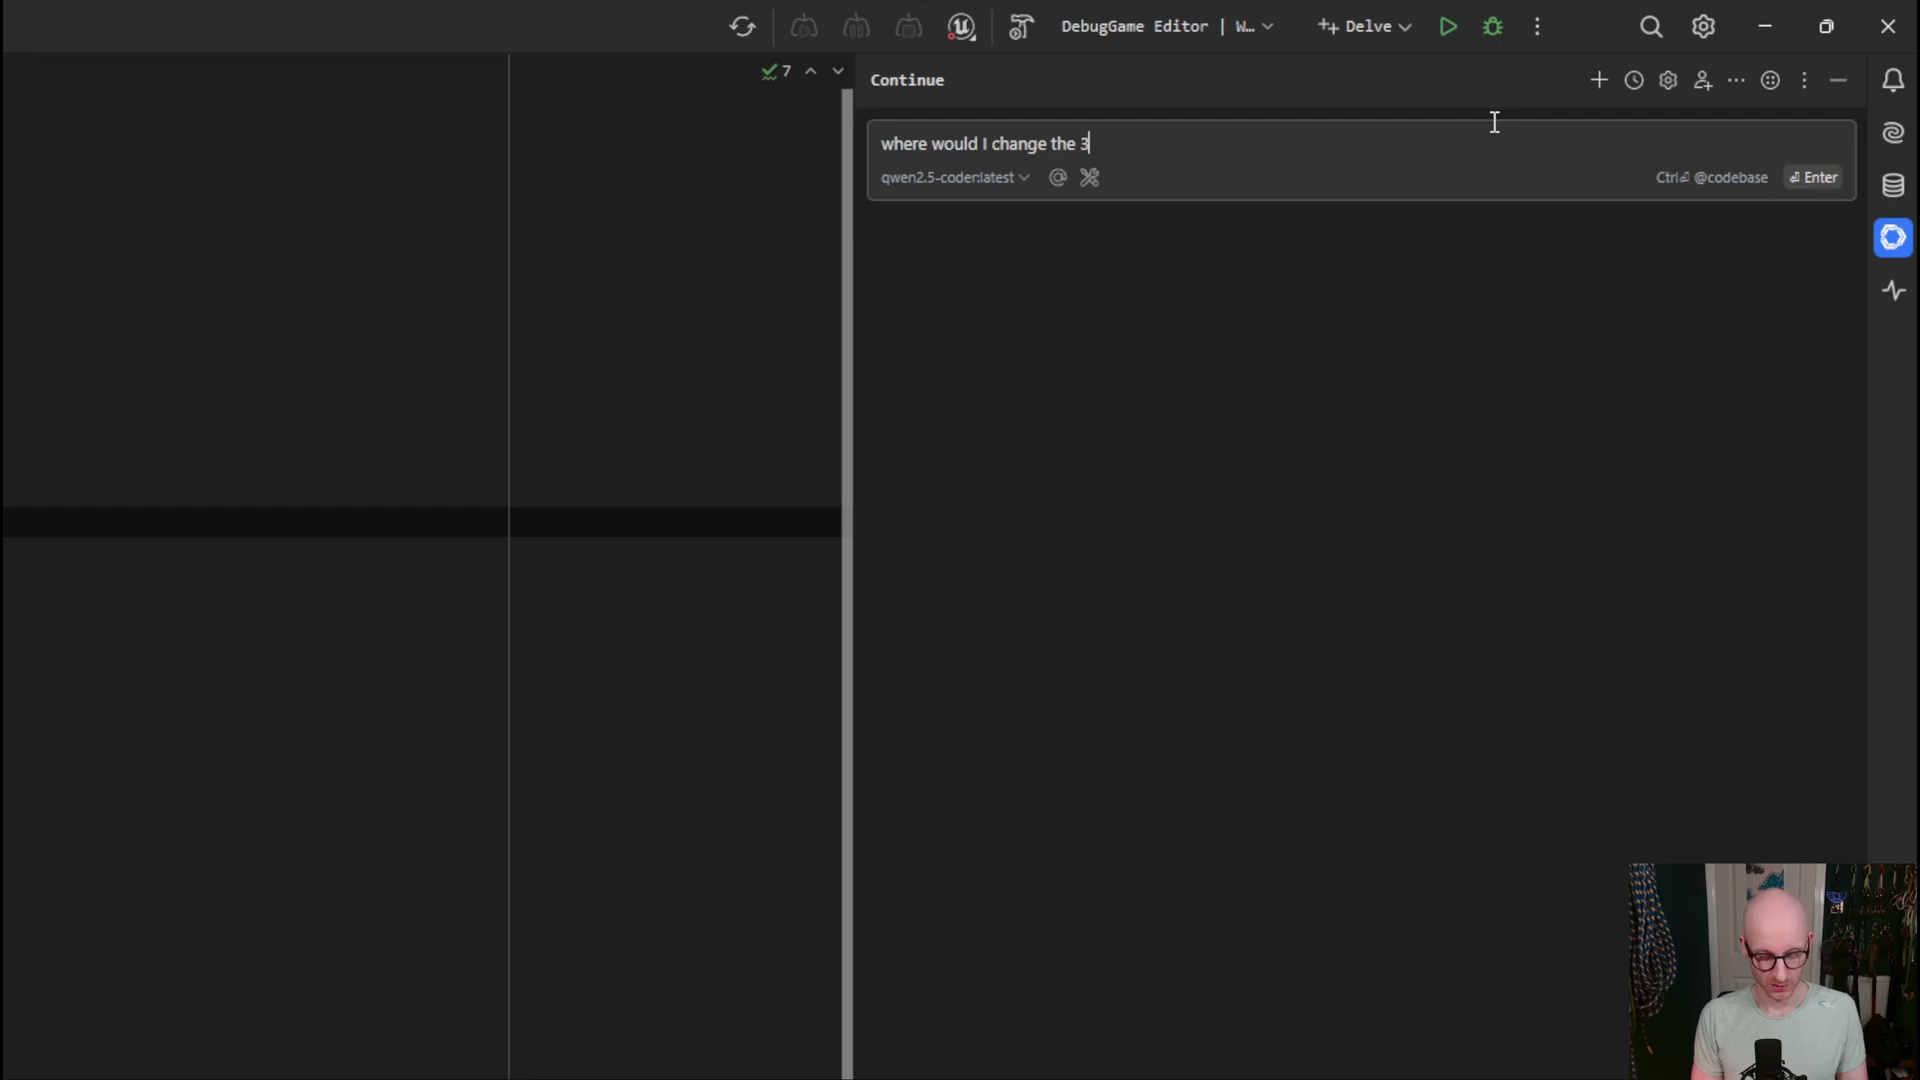 DebugGame Editor | W...
Delve
7
Continue
where would I change the 3
qwen2.5-coder:latest
Ctrl⏎ @codebase
⏎ Enter